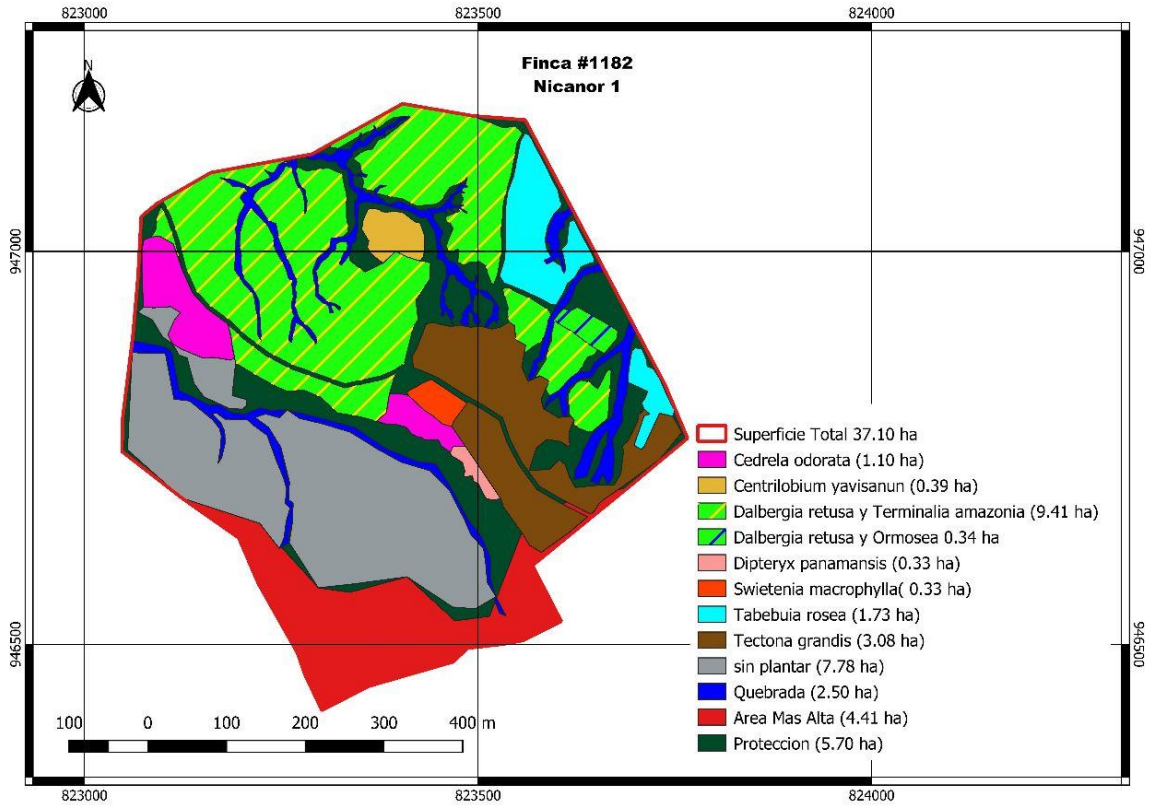 823000
823500
824000
Finca #1182
Nicanor 1
N
947000
947000
Superficie Total 37.10 ha
Cedrela odorata (1.10 ha)
Centrilobium yavisanun (0.39 ha)
Dalbergia retusa y Terminalia amazonia (9.41 ha)
Dalbergia retusa y Ormosea 0.34 ha
Dipteryx panamansis (0.33 ha)
Swietenia macrophylla( 0.33 ha)
Tabebuia rosea (1.73 ha)
Tectona grandis (3.08 ha)
sin plantar (7.78 ha)
Quebrada (2.50 ha)
Area Mas Alta (4.41 ha)
Proteccion (5.70 ha)
946500
946500
100 0 100 200 300 400 m
823000
823500
824000